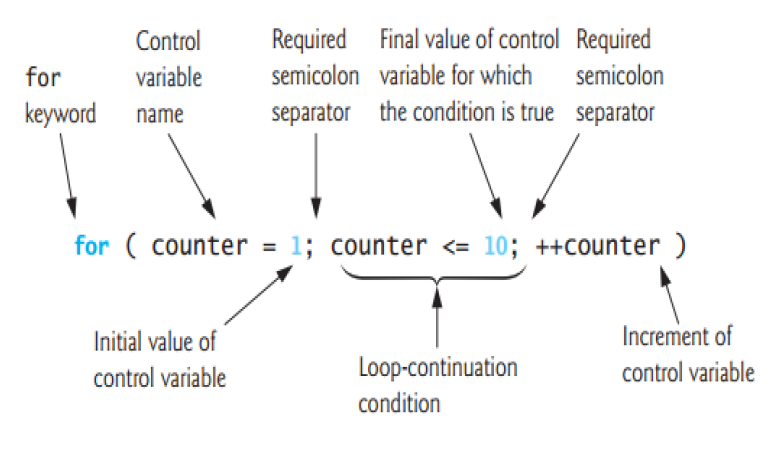 for
keyword
Control
variable
name
Required
semicolon
separator
Final value of control
variable for which
the condition is true
Required
semicolon
separator
for ( counter = 1; counter <= 10; ++counter )
Initial value of
control variable
Loop-continuation
condition
Increment of
control variable